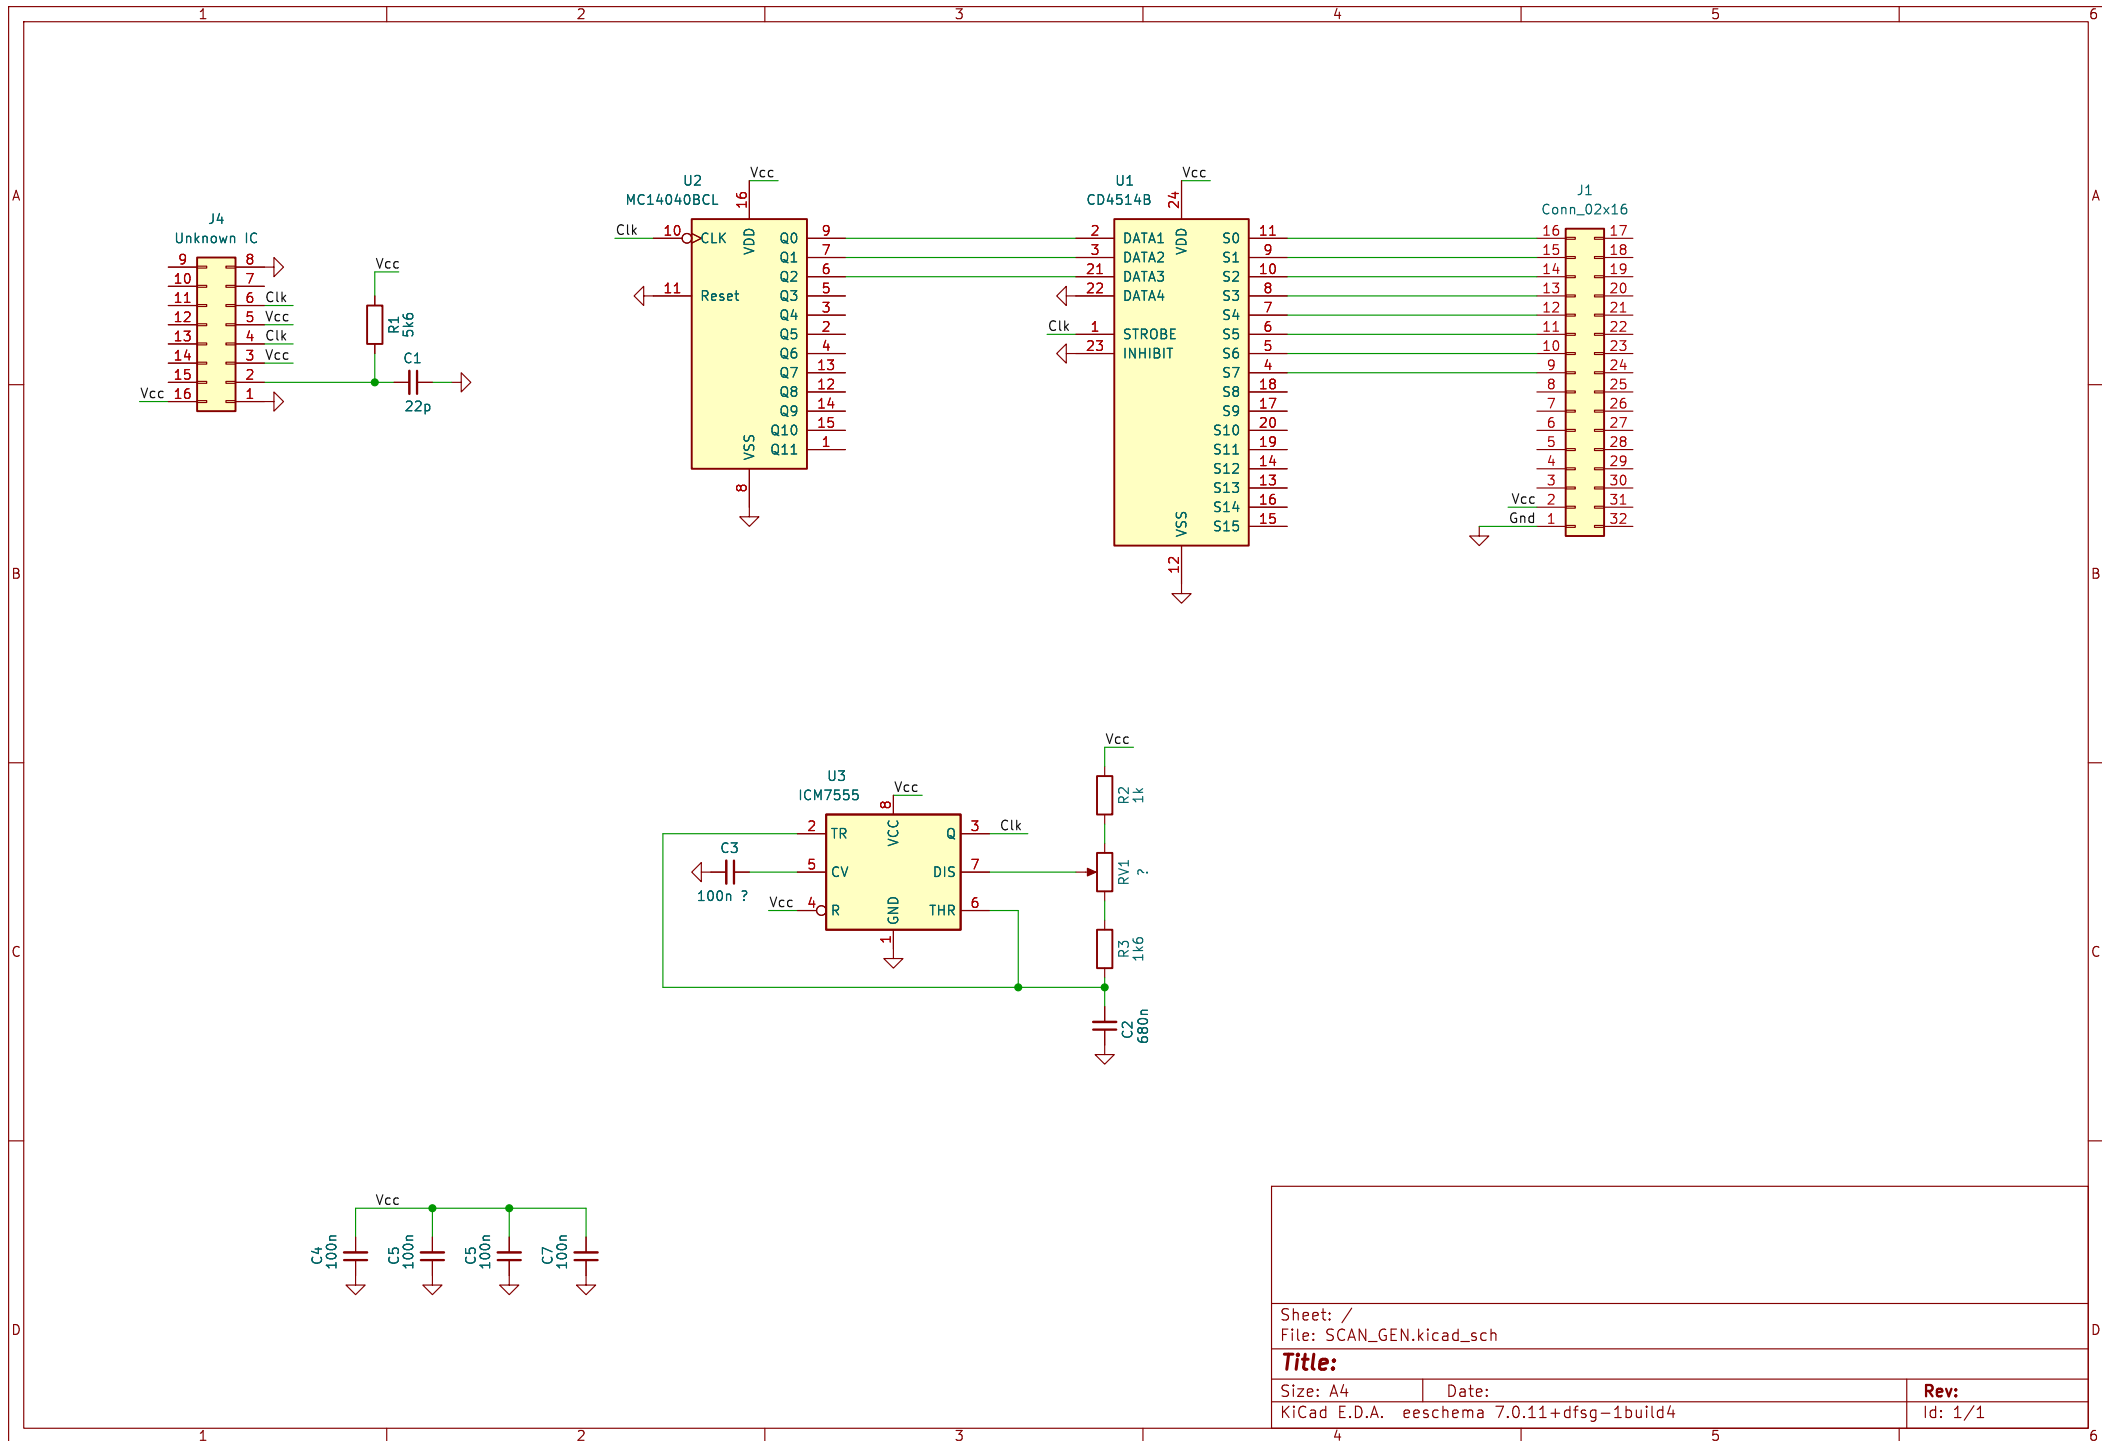 1 2 3 4 5 6
A A
B B
C C
D D
J4
Unknown IC
9 8
10 7
11 6 Clk
12 5 Vcc
13 4 Clk
14 3 Vcc
15 2
Vcc 16 1
Vcc
R1
5k6
C1
22p
U2
MC14040BCL
Vcc
16
VDD
Clk 10 CLK
11 Reset
Q0 9
Q1 7
Q2 6
Q3 5
Q4 3
Q5 2
Q6 4
Q7 13
Q8 12
Q9 14
Q10 15
Q11 1
VSS
8
U1
CD4514B
Vcc
24
VDD
2 DATA1
3 DATA2
21 DATA3
22 DATA4
Clk 1 STROBE
23 INHIBIT
S0 11
S1 9
S2 10
S3 8
S4 7
S5 6
S6 5
S7 4
S8 18
S9 17
S10 20
S11 19
S12 14
S13 13
S14 16
S15 15
VSS
12
J1
Conn_02x16
16 17
15 18
14 19
13 20
12 21
11 22
10 23
9 24
8 25
7 26
6 27
5 28
4 29
3 30
Vcc 2 31
Gnd 1 32
U3
ICM7555
Vcc
8
VCC
2 TR
5 CV
Vcc 4 R
Q 3 Clk
DIS 7
THR 6
GND
1
C3
100n ?
Vcc
R2
1k
RV1
?
R3
1k6
C2
680n
Vcc
C4
100n
C5
100n
C5
100n
C7
100n
Sheet: /
File: SCAN_GEN.kicad_sch
Title:
Size: A4 Date: Rev:
KiCad E.D.A. eeschema 7.0.11+dfsg-1build4 Id: 1/1
1 2 3 4 5 6